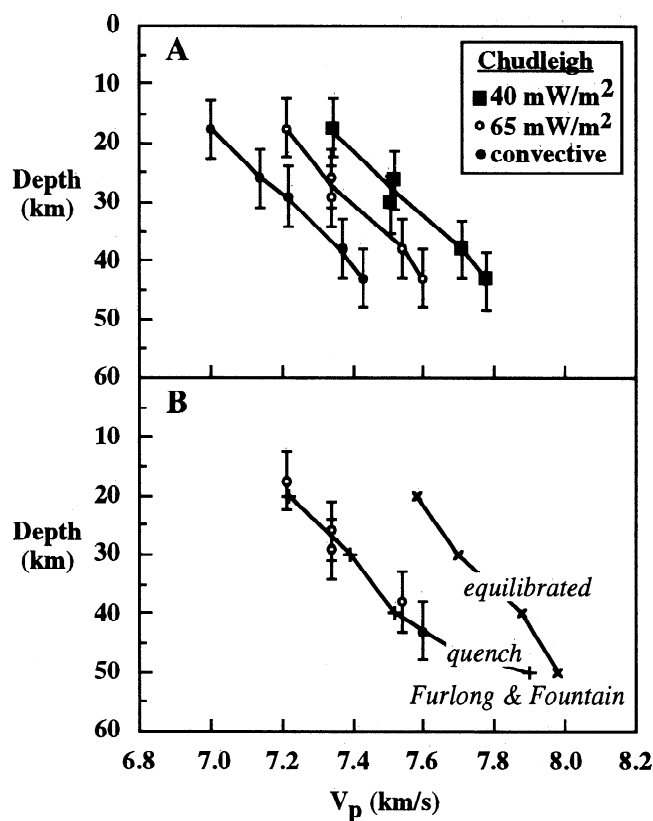 0
A
Chudleigh
40 mW/m²
65 mW/m²
convective
10
20
Depth
(km)
30
40
50
60
B
10
20
Depth
(km)
30
40
50
60
equilibrated
quench
Furlong & Fountain
6.8 7.0 7.2 7.4 7.6 7.8 8.0 8.2
Vp (km/s)